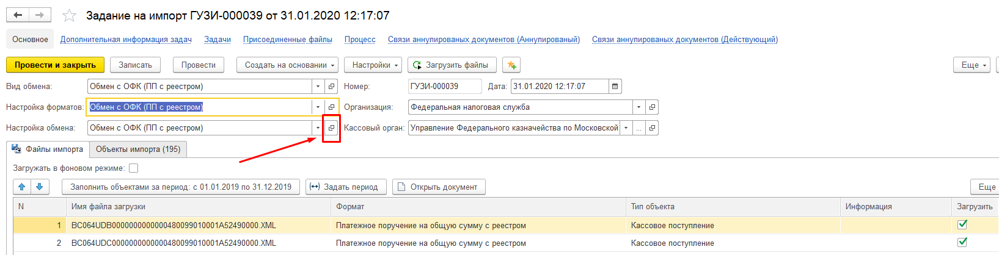 Задание на импорт ГУЗИ-000039 от 31.01.2020 12:17:07
Основное Дополнительная информация задач Задачи Присоединенные файлы Процесс Связи аннулированых документов (Аннулированый) Связи аннулированых документов (Действующий)
Провести и закрыть Записать Провести Создать на основании Настройки Загрузить файлы Еще
Вид обмена: Обмен с ОФК (ПП с реестром) Номер: ГУЗИ-000039 Дата: 31.01.2020 12:17:07
Настройка форматов: Обмен с ОФК (ПП с реестром) Организация: Федеральная налоговая служба
Настройка обмена: Обмен с ОФК (ПП с реестром) Кассовый орган: Управление Федерального казначейства по Московской ...
Файлы импорта Объекты импорта (195)
Загружать в фоновом режиме:
Заполнить объектами за период: с 01.01.2019 по 31.12.2019 Задать период Открыть документ Еще
N Имя файла загрузки Формат Тип объекта Информация Загрузить
1 BC064UDB0000000000000480099010001A52490000.XML Платежное поручение на общую сумму с реестром Кассовое поступление
2 BC064UDC0000000000000480099010001A52490000.XML Платежное поручение на общую сумму с реестром Кассовое поступление